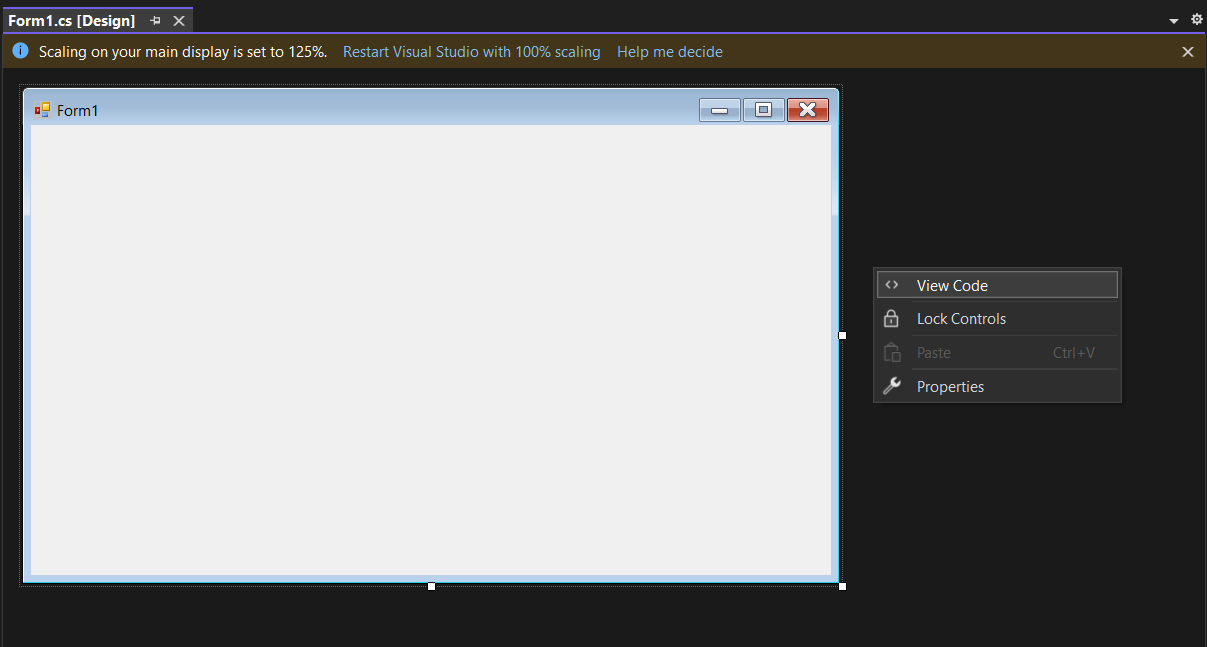 Form1.cs [Design]
Scaling on your main display is set to 125%. Restart Visual Studio with 100% scaling Help me decide
Form1
View Code
Lock Controls
Paste Ctrl+V
Properties